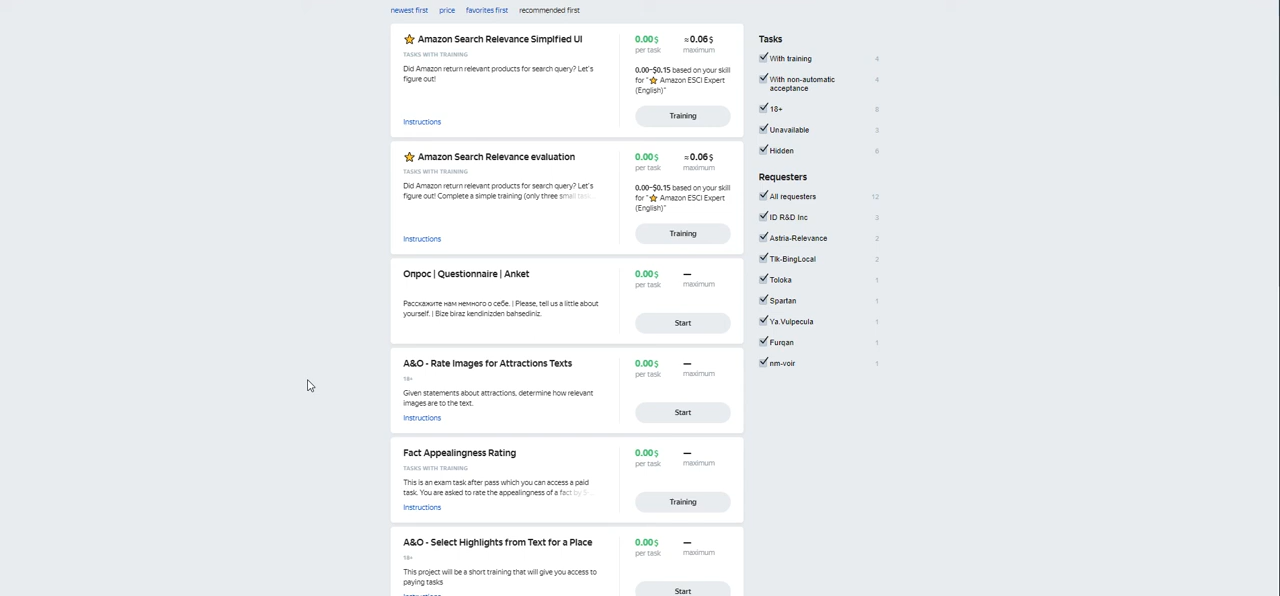 newest first price favorites first recommended first
Amazon Search Relevance Simplfied UI
TASKS WITH TRAINING
Did Amazon return relevant products for search query? Let's
figure out!
Instructions
0.00$ ≈0.06$
per task maximum
0.00–$0.15 based on your skill
for "⭐ Amazon ESCI Expert
(English)"
Training
Amazon Search Relevance evaluation
TASKS WITH TRAINING
Did Amazon return relevant products for search query? Let's
figure out! Complete a simple training (only three small
Instructions
0.00$ ≈0.06$
per task maximum
0.00–$0.15 based on your skill
for "⭐ Amazon ESCI Expert
(English)"
Training
Опрос | Questionnaire | Anket
Расскажите нам немного о себе. | Please, tell us a little about
yourself. | Bize biraz kendinizden bahsediniz.
0.00$ —
per task maximum
Start
A&O - Rate Images for Attractions Texts
18+
Given statements about attractions, determine how relevant
images are to the text.
Instructions
0.00$ —
per task maximum
Start
Fact Appealingness Rating
TASKS WITH TRAINING
This is an exam task after pass which you can access a paid
task. You are asked to rate the appealingness of a fact by
Instructions
0.00$ —
per task maximum
Training
A&O - Select Highlights from Text for a Place
18+
This project will be a short training that will give you access to
paying tasks
0.00$ —
per task maximum
Start
Tasks
With training 4
With non-automatic 4
acceptance
18+ 8
Unavailable 3
Hidden 6
Requesters
All requesters 12
ID R&D Inc 3
Astria-Relevance 2
Tlk-BingLocal 2
Toloka 1
Spartan 1
Ya.Vulpecula 1
Furqan 1
nm-voir 1